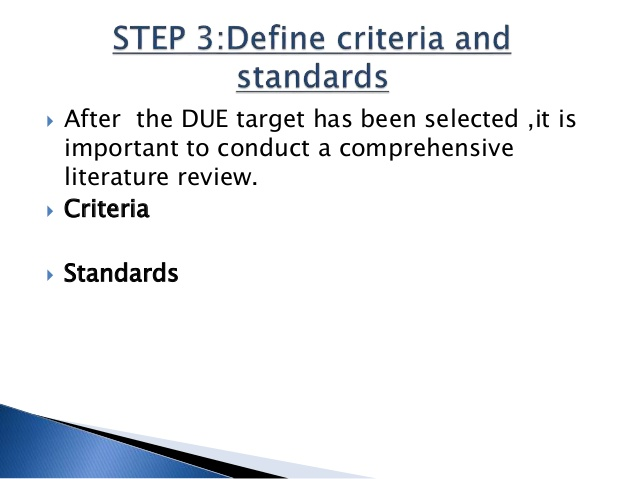 STEP 3:Define criteria and
standards
After the DUE target has been selected ,it is
important to conduct a comprehensive
literature review.
Criteria
Standards